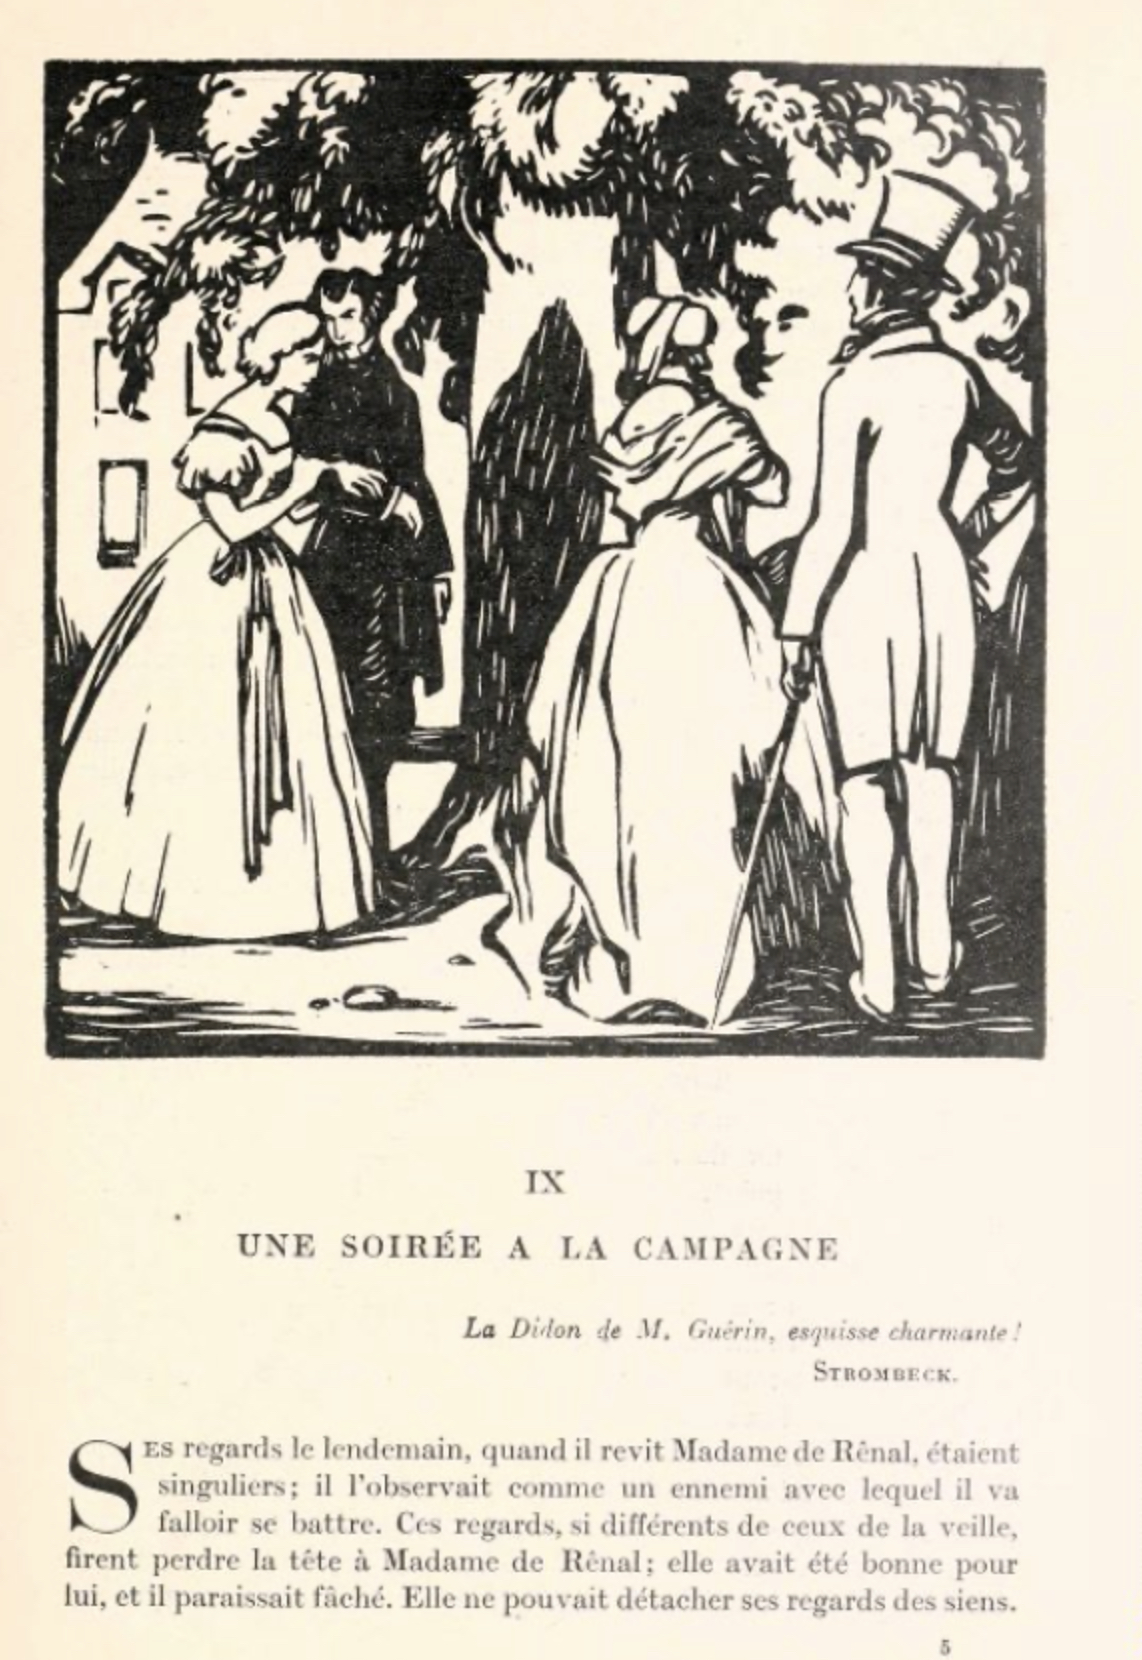 IX
UNE SOIRÉE A LA CAMPAGNE
La Didon de M. Guérin, esquisse charmante !
STROMBECK.
SES regards le lendemain, quand il revit Madame de Rênal, étaient
singuliers; il l'observait comme un ennemi avec lequel il va
falloir se battre. Ces regards, si différents de ceux de la veille,
firent perdre la tête à Madame de Rênal; elle avait été bonne pour
lui, et il paraissait fâché. Elle ne pouvait détacher ses regards des siens.
5